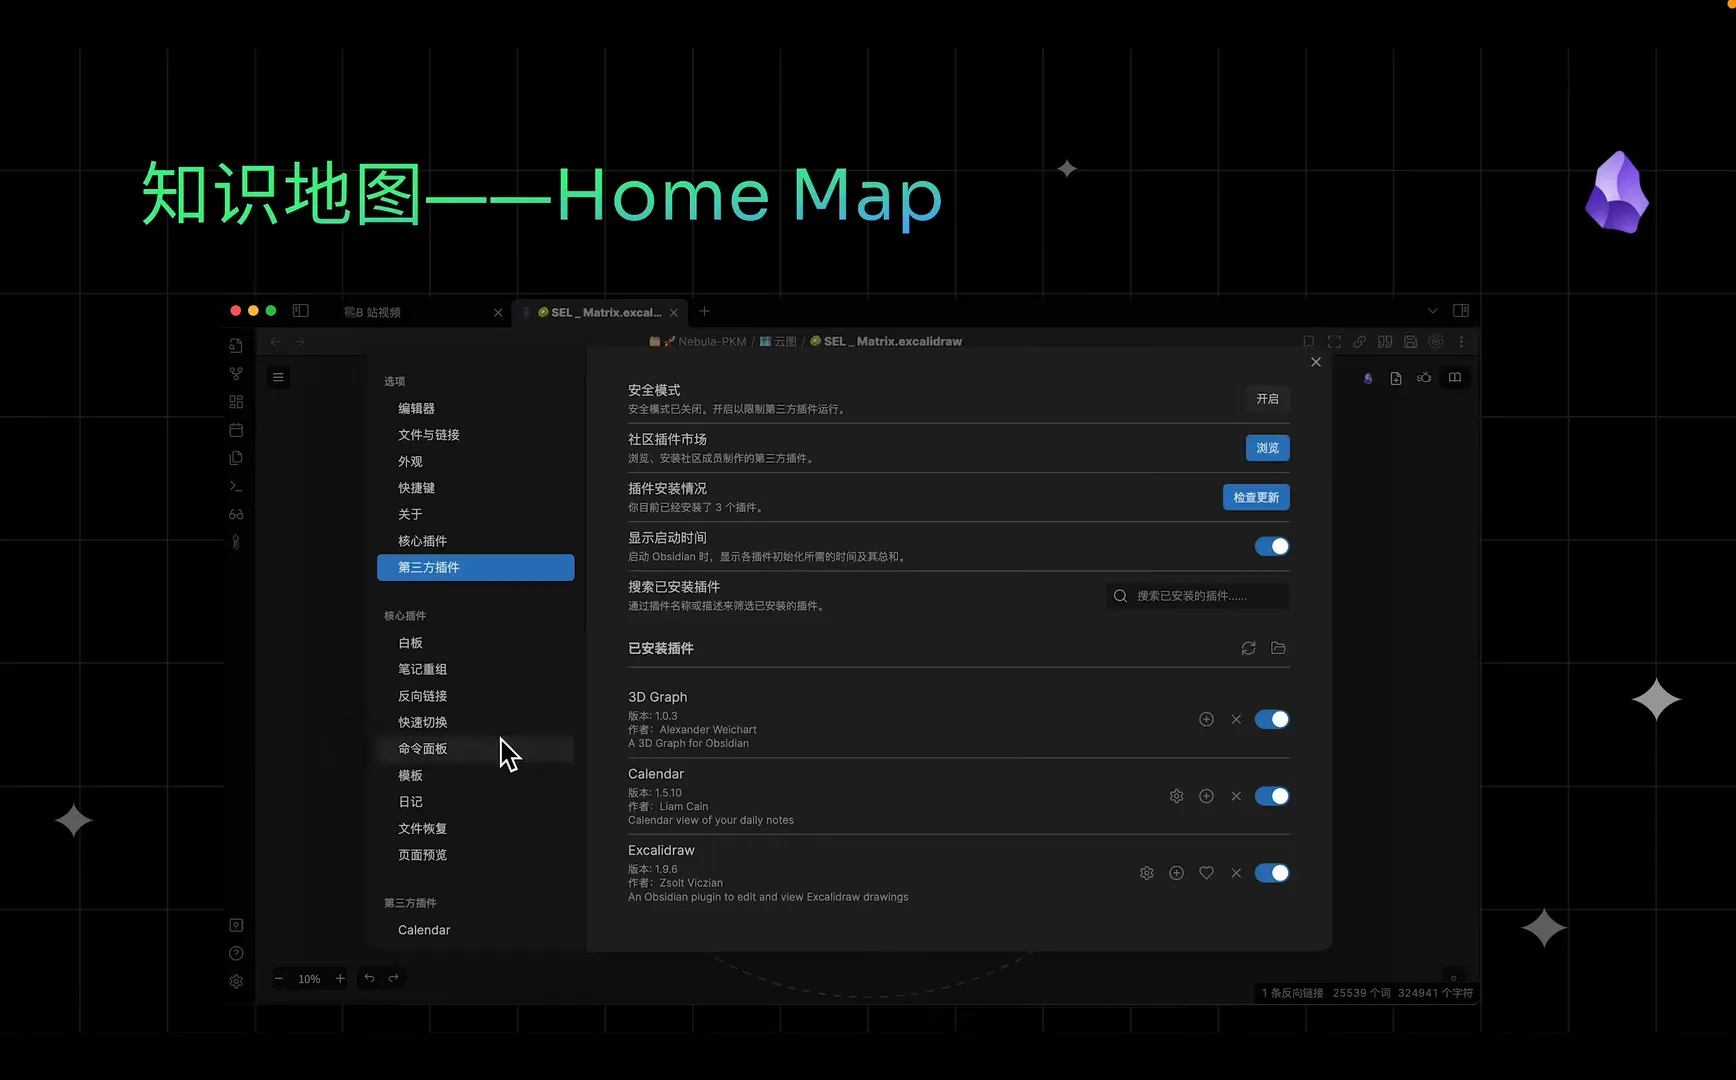 知识地图——Home Map
B 站视频
SEL _ Matrix.excal...
Nebula-PKM / 云图 / SEL _ Matrix.excalidraw
选项
编辑器
文件与链接
外观
快捷键
关于
核心插件
第三方插件
核心插件
白板
笔记重组
反向链接
快速切换
命令面板
模板
日记
文件恢复
页面预览
第三方插件
Calendar
安全模式
安全模式已关闭。开启以限制第三方插件运行。
开启
社区插件市场
浏览、安装社区成员制作的第三方插件。
浏览
插件安装情况
你目前已经安装了 3 个插件。
检查更新
显示启动时间
启动 Obsidian 时，显示各插件初始化所需的时间及其总和。
搜索已安装插件
通过插件名称或描述来筛选已安装的插件。
搜索已安装的插件......
已安装插件
3D Graph
版本: 1.0.3
作者：Alexander Weichart
A 3D Graph for Obsidian
Calendar
版本: 1.5.10
作者：Liam Cain
Calendar view of your daily notes
Excalidraw
版本: 1.9.6
作者：Zsolt Viczian
An Obsidian plugin to edit and view Excalidraw drawings
10%
1 条反向链接 25539 个词 324941 个字符